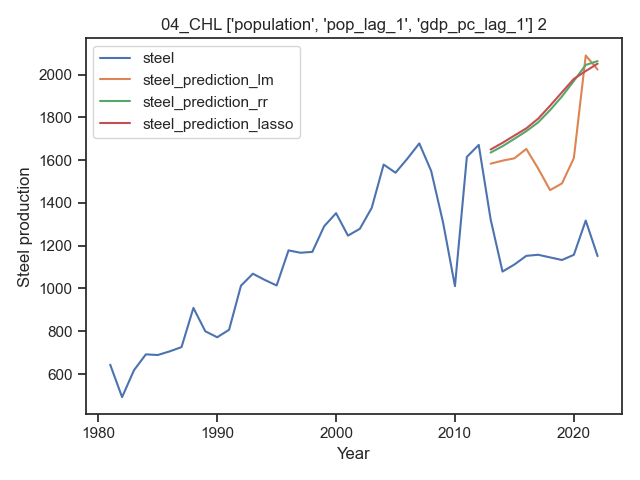 04_CHL ['population', 'pop_lag_1', 'gdp_pc_lag_1'] 2
steel
steel_prediction_lm
steel_prediction_rr
steel_prediction_lasso
Steel production
2000
1800
1600
1400
1200
1000
800
600
1980
1990
2000
2010
2020
Year